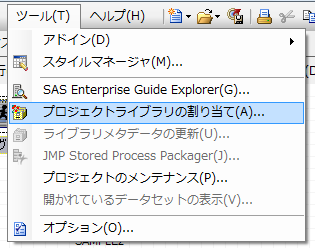 ツール(T) ヘルプ(H)
アドイン(D)
スタイルマネージャ(M)...
SAS Enterprise Guide Explorer(G)...
プロジェクトライブラリの割り当て(A)...
ライブラリメタデータの更新(U)...
JMP Stored Process Packager(J)...
プロジェクトのメンテナンス(P)...
開かれているデータセットの表示(V)...
オプション(O)...